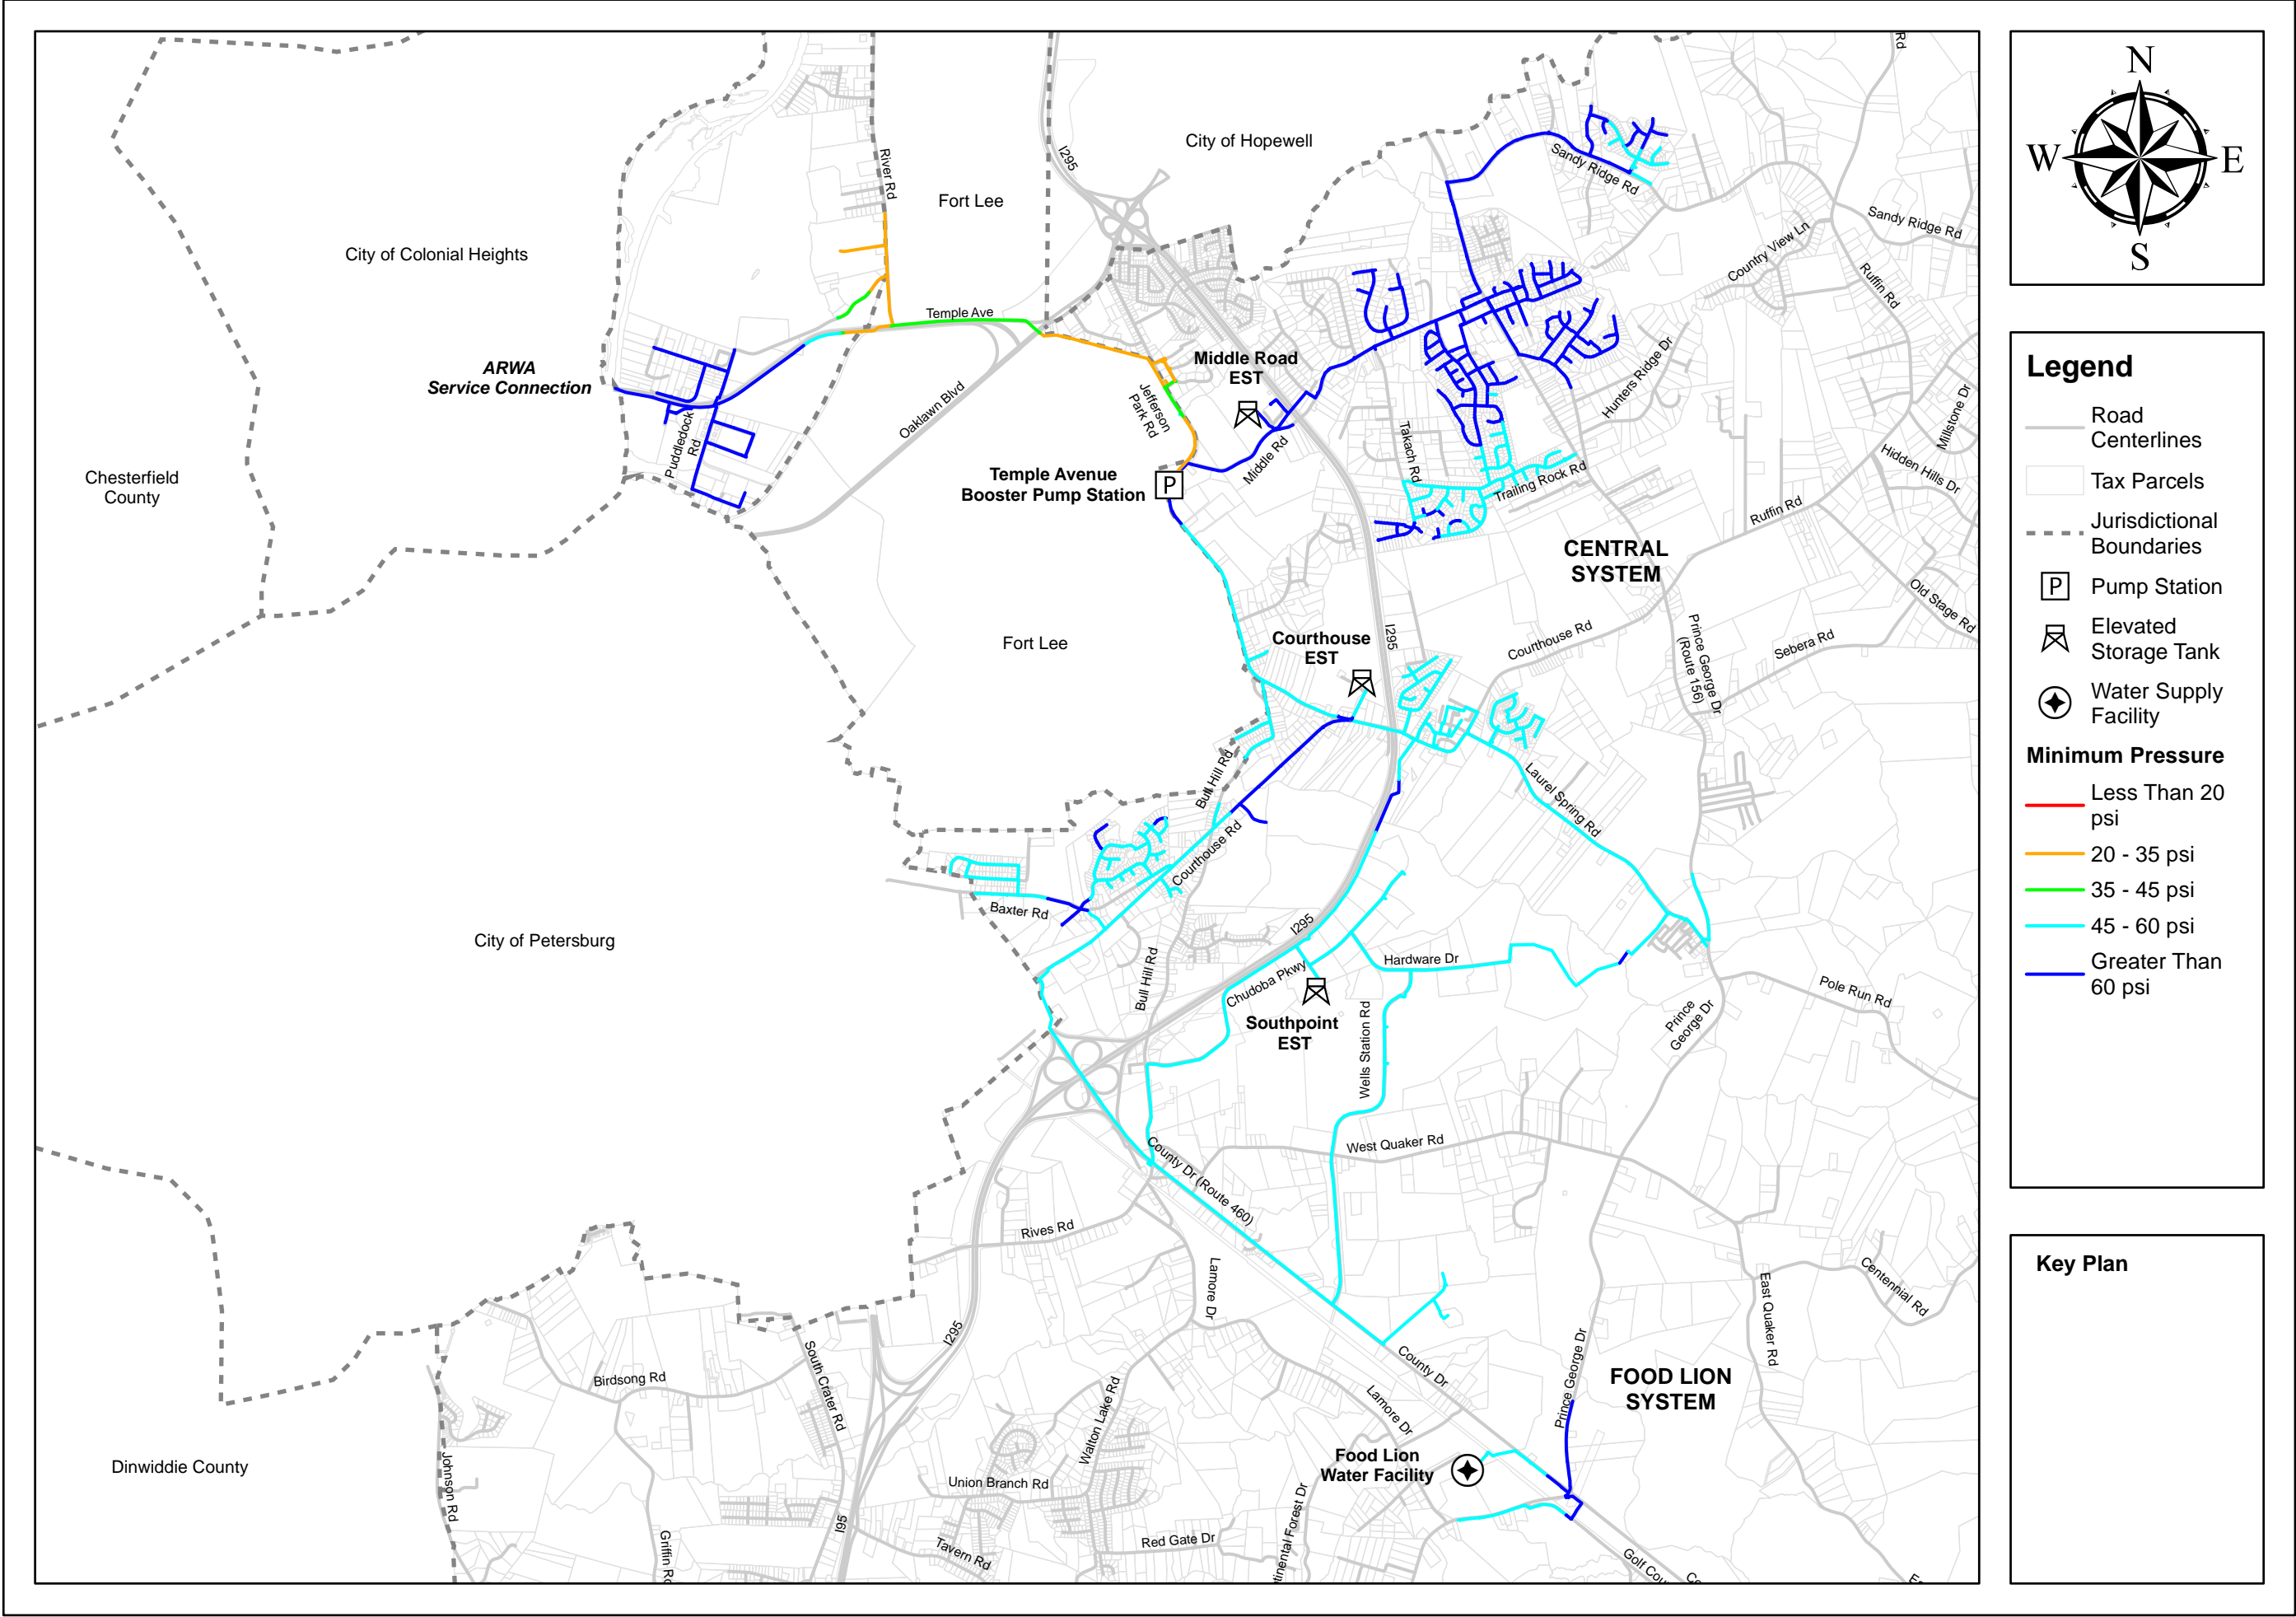 Rd
N
W
E
S
City of Hopewell
I295
Sandy Ridge Rd
River Rd
Fort Lee
Sandy Ridge Rd
Country View Ln
City of Colonial Heights
Ruffin Rd
Temple Ave
ARWA
Service Connection
Middle Road
EST
Hunters Ridge Dr
Jefferson
Park Rd
Oaklawn Blvd
Millstone Dr
Puddledock
Rd
Takach Rd
Middle Rd
Hidden Hills Dr
Trailing Rock Rd
Chesterfield
County
Temple Avenue
Booster Pump Station
P
Ruffin Rd
CENTRAL
SYSTEM
Old Stage Rd
Fort Lee
Courthouse
EST
I295
Courthouse Rd
Prince George Dr
(Route 156)
Sebera Rd
Bull Hill Rd
Laurel Spring Rd
Courthouse Rd
Baxter Rd
City of Petersburg
I295
Bull Hill Rd
Chudoba Pkwy
Hardware Dr
Southpoint
EST
Wells Station Rd
Prince
George Dr
Pole Run Rd
West Quaker Rd
County Dr (Route 460)
Rives Rd
Lamore Dr
East Quaker Rd
Centennial Rd
I295
South Crater Rd
Birdsong Rd
County Dr
Prince George Dr
FOOD LION
SYSTEM
Walton Lake Rd
Lamore Dr
Dinwiddie County
Johnson Rd
Food Lion
Water Facility
Union Branch Rd
I95
Griffin Rd
Tavern Rd
Red Gate Dr
tinental Forest Dr
Golf Cou
Legend
Road
Centerlines
Tax Parcels
Jurisdictional
Boundaries
P
Pump Station
Elevated
Storage Tank
Water Supply
Facility
Minimum Pressure
Less Than 20
psi
20 - 35 psi
35 - 45 psi
45 - 60 psi
Greater Than
60 psi
Key Plan